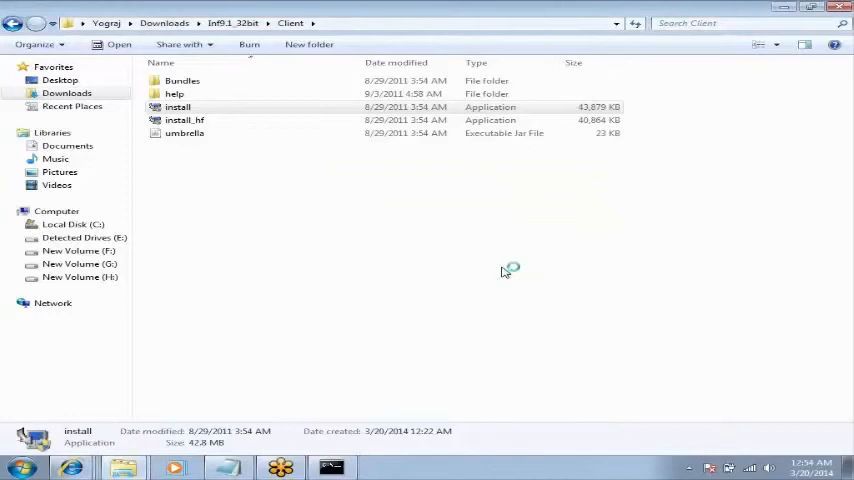 Yograj Downloads Inf9.1_32bit Client Search Client
Organize Open Share with Burn New folder
Name Date modified Type Size
Favorites
Desktop
Downloads
Recent Places
Libraries
Documents
Music
Pictures
Videos
Computer
Local Disk (C:)
Detected Drives (E:)
New Volume (F:)
New Volume (G:)
New Volume (H:)
Network
Bundles 8/29/2011 3:54 AM File folder
help 9/3/2011 4:58 AM File folder
install 8/29/2011 3:54 AM Application 43,879 KB
install_hf 8/29/2011 3:54 AM Application 40,864 KB
umbrella 8/29/2011 3:54 AM Executable Jar File 23 KB
install Date modified: 8/29/2011 3:54 AM Date created: 3/20/2014 12:22 AM
Application Size: 42.8 MB
12:54 AM
3/20/2014